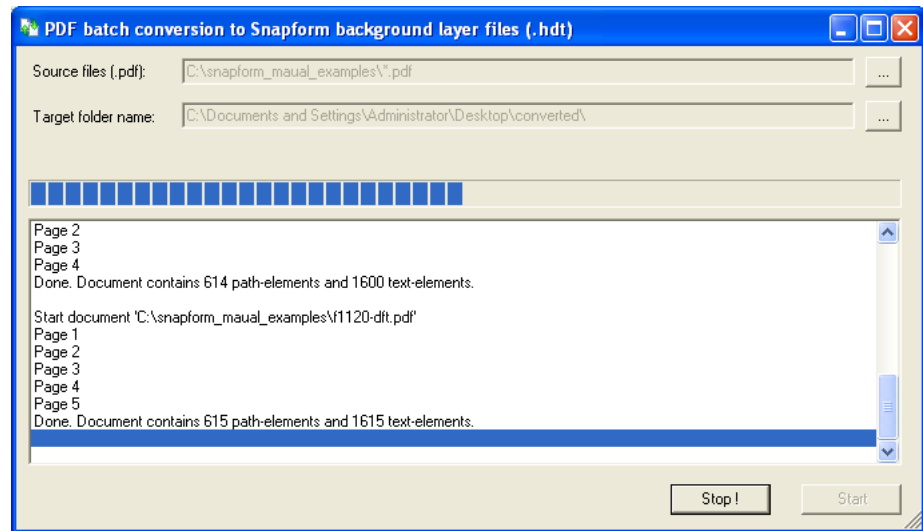 PDF batch conversion to Snapform background layer files (.hdt)
Source files (.pdf): C:\snapform_maual_examples\*.pdf ...
Target folder name: C:\Documents and Settings\Administrator\Desktop\converted\ ...
Page 2
Page 3
Page 4
Done. Document contains 614 path-elements and 1600 text-elements.
Start document 'C:\snapform_maual_examples\f1120-dft.pdf'
Page 1
Page 2
Page 3
Page 4
Page 5
Done. Document contains 615 path-elements and 1615 text-elements.
Stop ! Start